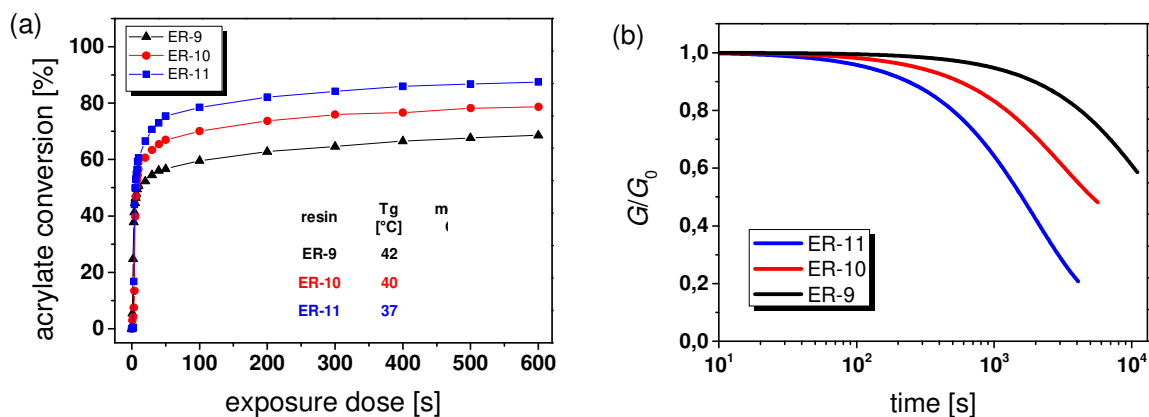 (a)
ER-9
ER-10
ER-11
100
80
60
40
20
0
acrylate conversion [%]
resin Tg m
[°C]
ER-9 42
ER-10 40
ER-11 37
0 100 200 300 400 500 600
exposure dose [s]
(b)
1,0
0,8
0,6
0,4
0,2
0,0
G/G0
ER-11
ER-10
ER-9
10^1 10^2 10^3 10^4
time [s]